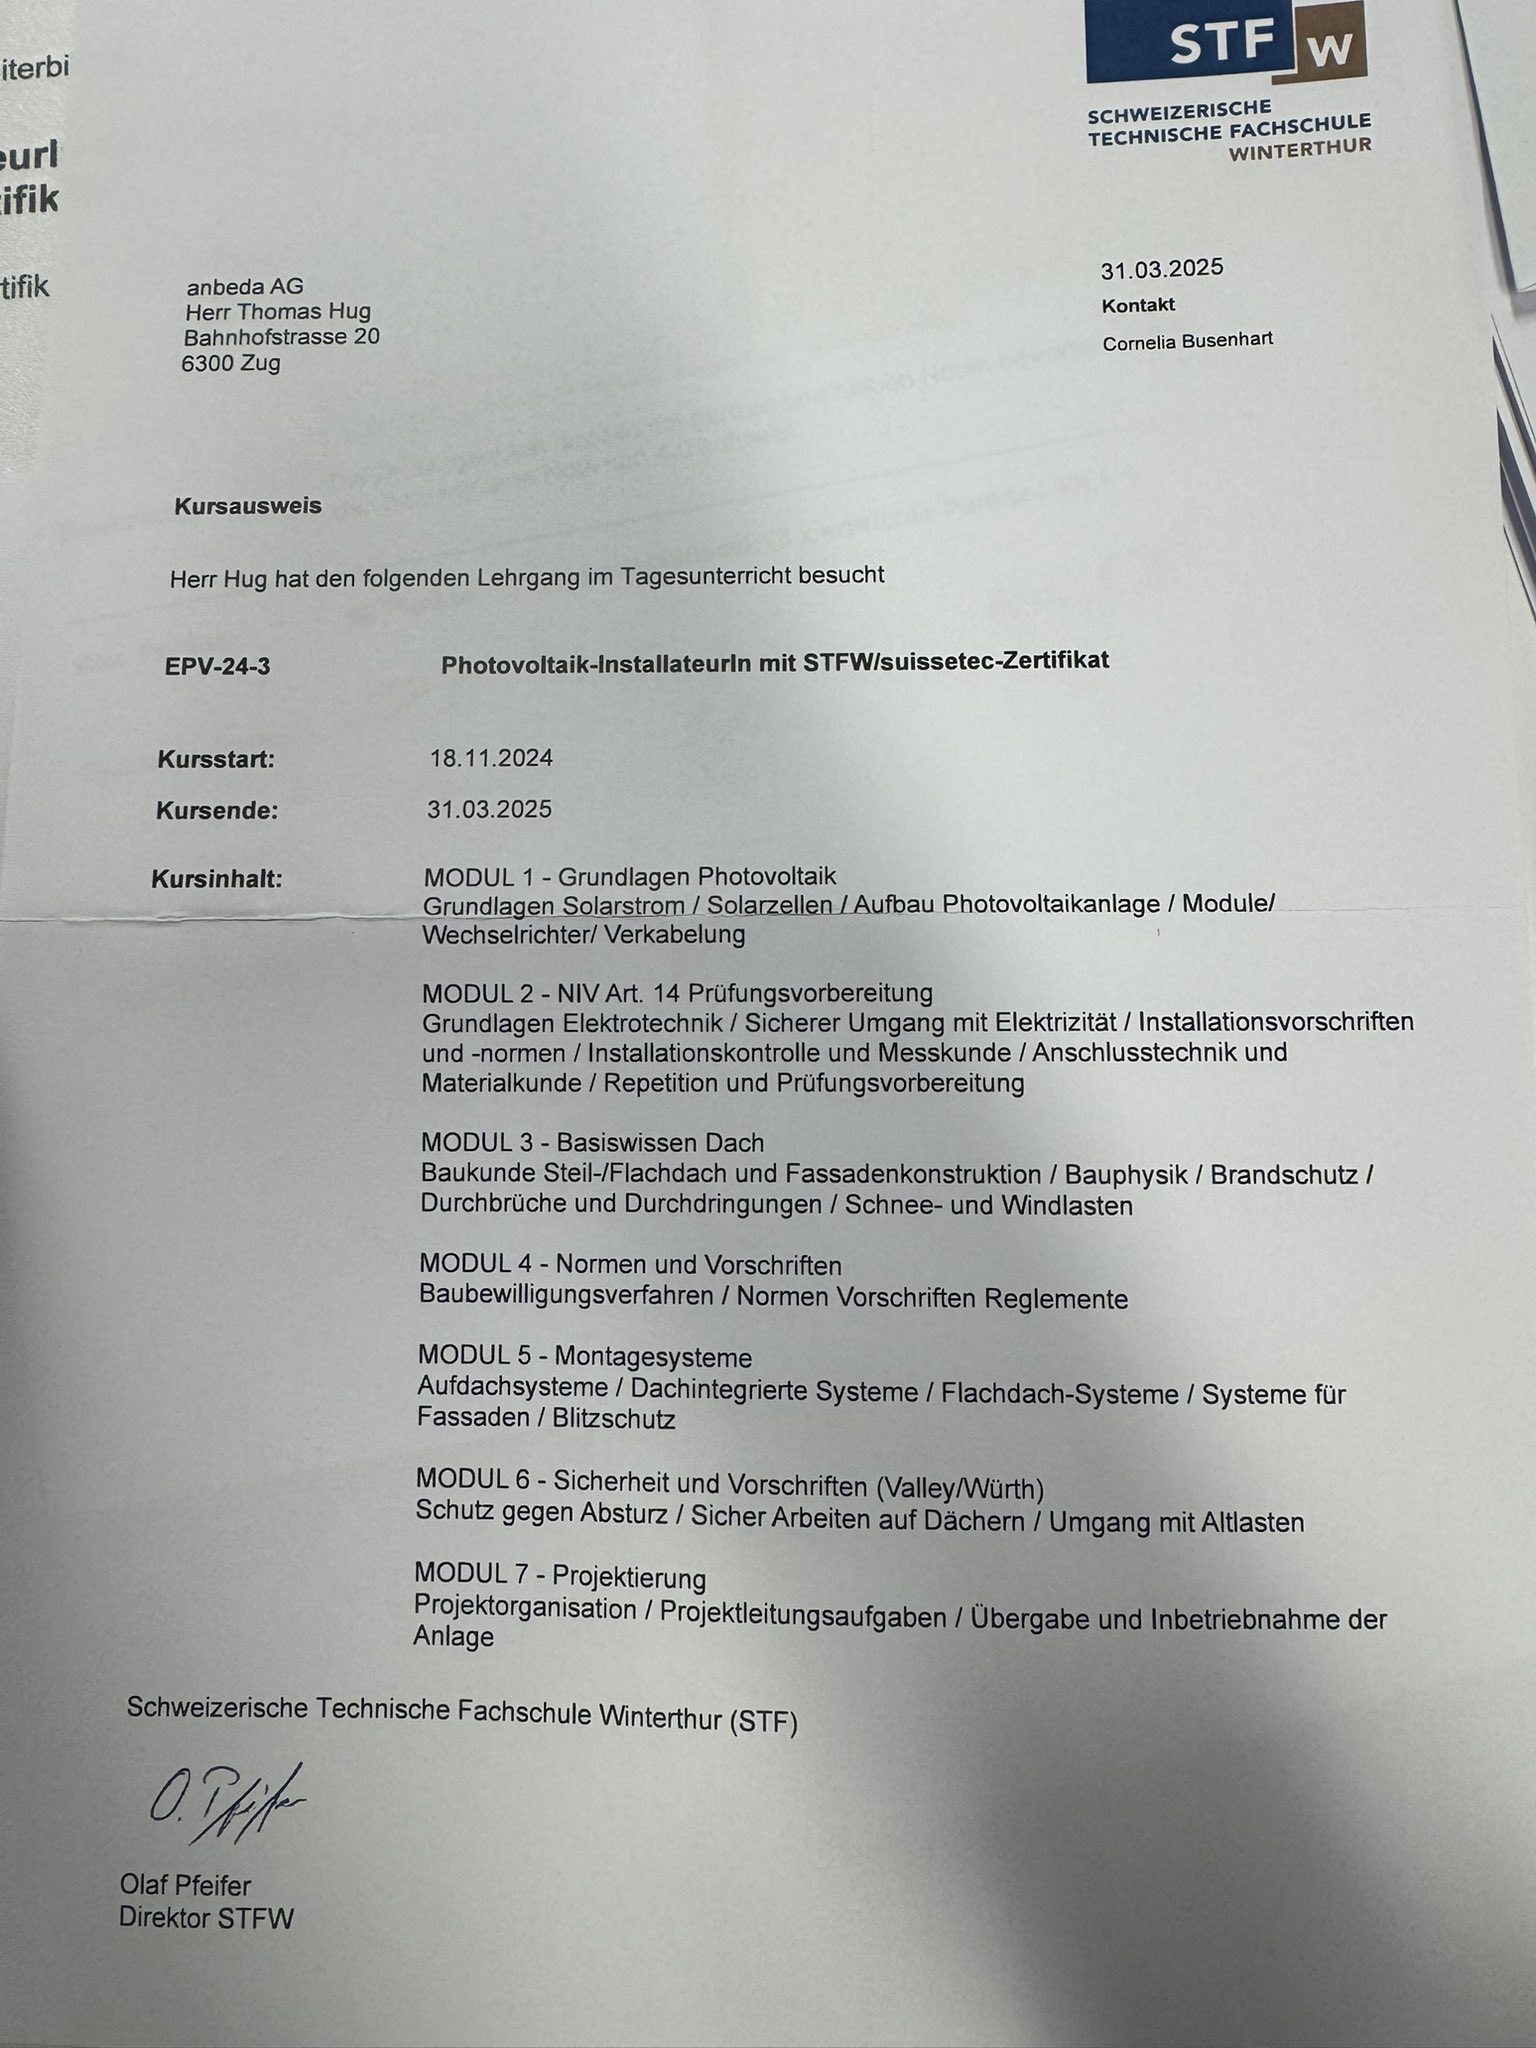 iterbi
eurl
tifik
tifik
STF W
SCHWEIZERISCHE
TECHNISCHE FACHSCHULE
WINTERTHUR
anbeda AG
Herr Thomas Hug
Bahnhofstrasse 20
6300 Zug
31.03.2025
Kontakt
Cornelia Busenhart
Kursausweis
Herr Hug hat den folgenden Lehrgang im Tagesunterricht besucht
EPV-24-3 Photovoltaik-InstallateurIn mit STFW/suissetec-Zertifikat
Kursstart: 18.11.2024
Kursende: 31.03.2025
Kursinhalt: MODUL 1 - Grundlagen Photovoltaik
Grundlagen Solarstrom / Solarzellen / Aufbau Photovoltaikanlage / Module/
Wechselrichter/ Verkabelung
MODUL 2 - NIV Art. 14 Prüfungsvorbereitung
Grundlagen Elektrotechnik / Sicherer Umgang mit Elektrizität / Installationsvorschriften
und -normen / Installationskontrolle und Messkunde / Anschlusstechnik und
Materialkunde / Repetition und Prüfungsvorbereitung
MODUL 3 - Basiswissen Dach
Baukunde Steil-/Flachdach und Fassadenkonstruktion / Bauphysik / Brandschutz /
Durchbrüche und Durchdringungen / Schnee- und Windlasten
MODUL 4 - Normen und Vorschriften
Baubewilligungsverfahren / Normen Vorschriften Reglemente
MODUL 5 - Montagesysteme
Aufdachsysteme / Dachintegrierte Systeme / Flachdach-Systeme / Systeme für
Fassaden / Blitzschutz
MODUL 6 - Sicherheit und Vorschriften (Valley/Würth)
Schutz gegen Absturz / Sicher Arbeiten auf Dächern / Umgang mit Altlasten
MODUL 7 - Projektierung
Projektorganisation / Projektleitungsaufgaben / Übergabe und Inbetriebnahme der
Anlage
Schweizerische Technische Fachschule Winterthur (STF)
O. Pfeifer
Olaf Pfeifer
Direktor STFW